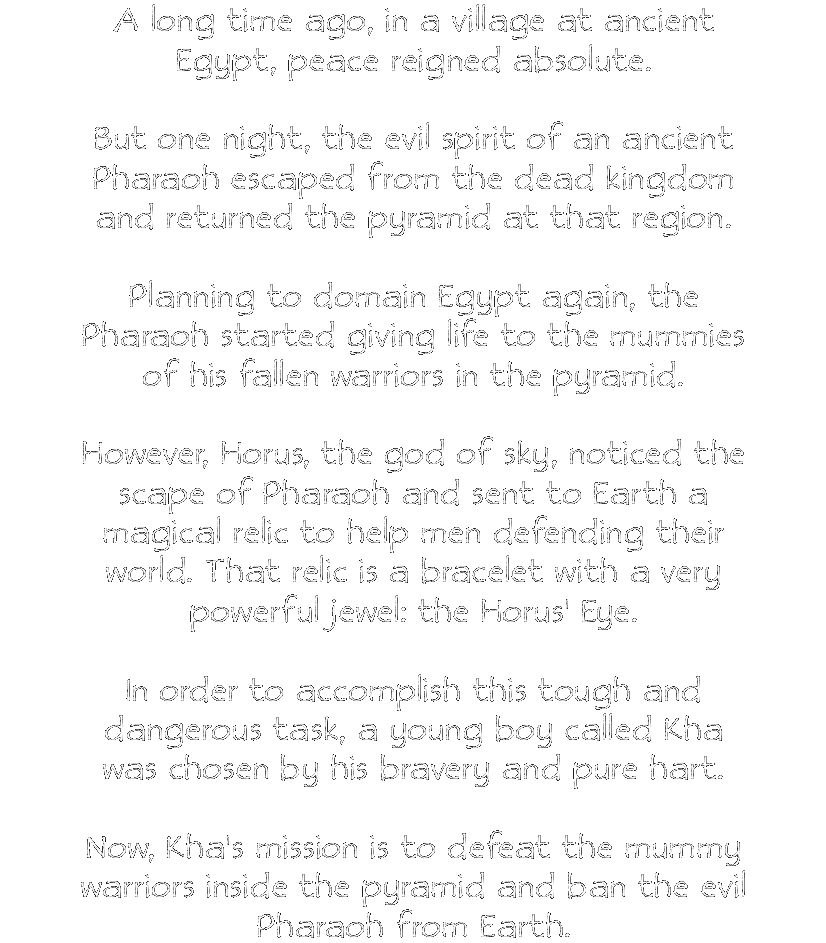 A long time ago, in a village at ancient
Egypt, peace reigned absolute.
But one night, the evil spirit of an ancient
Pharaoh escaped from the dead kingdom
and returned the pyramid at that region.
Planning to domain Egypt again, the
Pharaoh started giving life to the mummies
of his fallen warriors in the pyramid.
However, Horus, the god of sky, noticed the
scape of Pharaoh and sent to Earth a
magical relic to help men defending their
world. That relic is a bracelet with a very
powerful jewel: the Horus' Eye.
In order to accomplish this tough and
dangerous task, a young boy called Kha
was chosen by his bravery and pure hart.
Now, Kha's mission is to defeat the mummy
warriors inside the pyramid and ban the evil
Pharaoh from Earth.